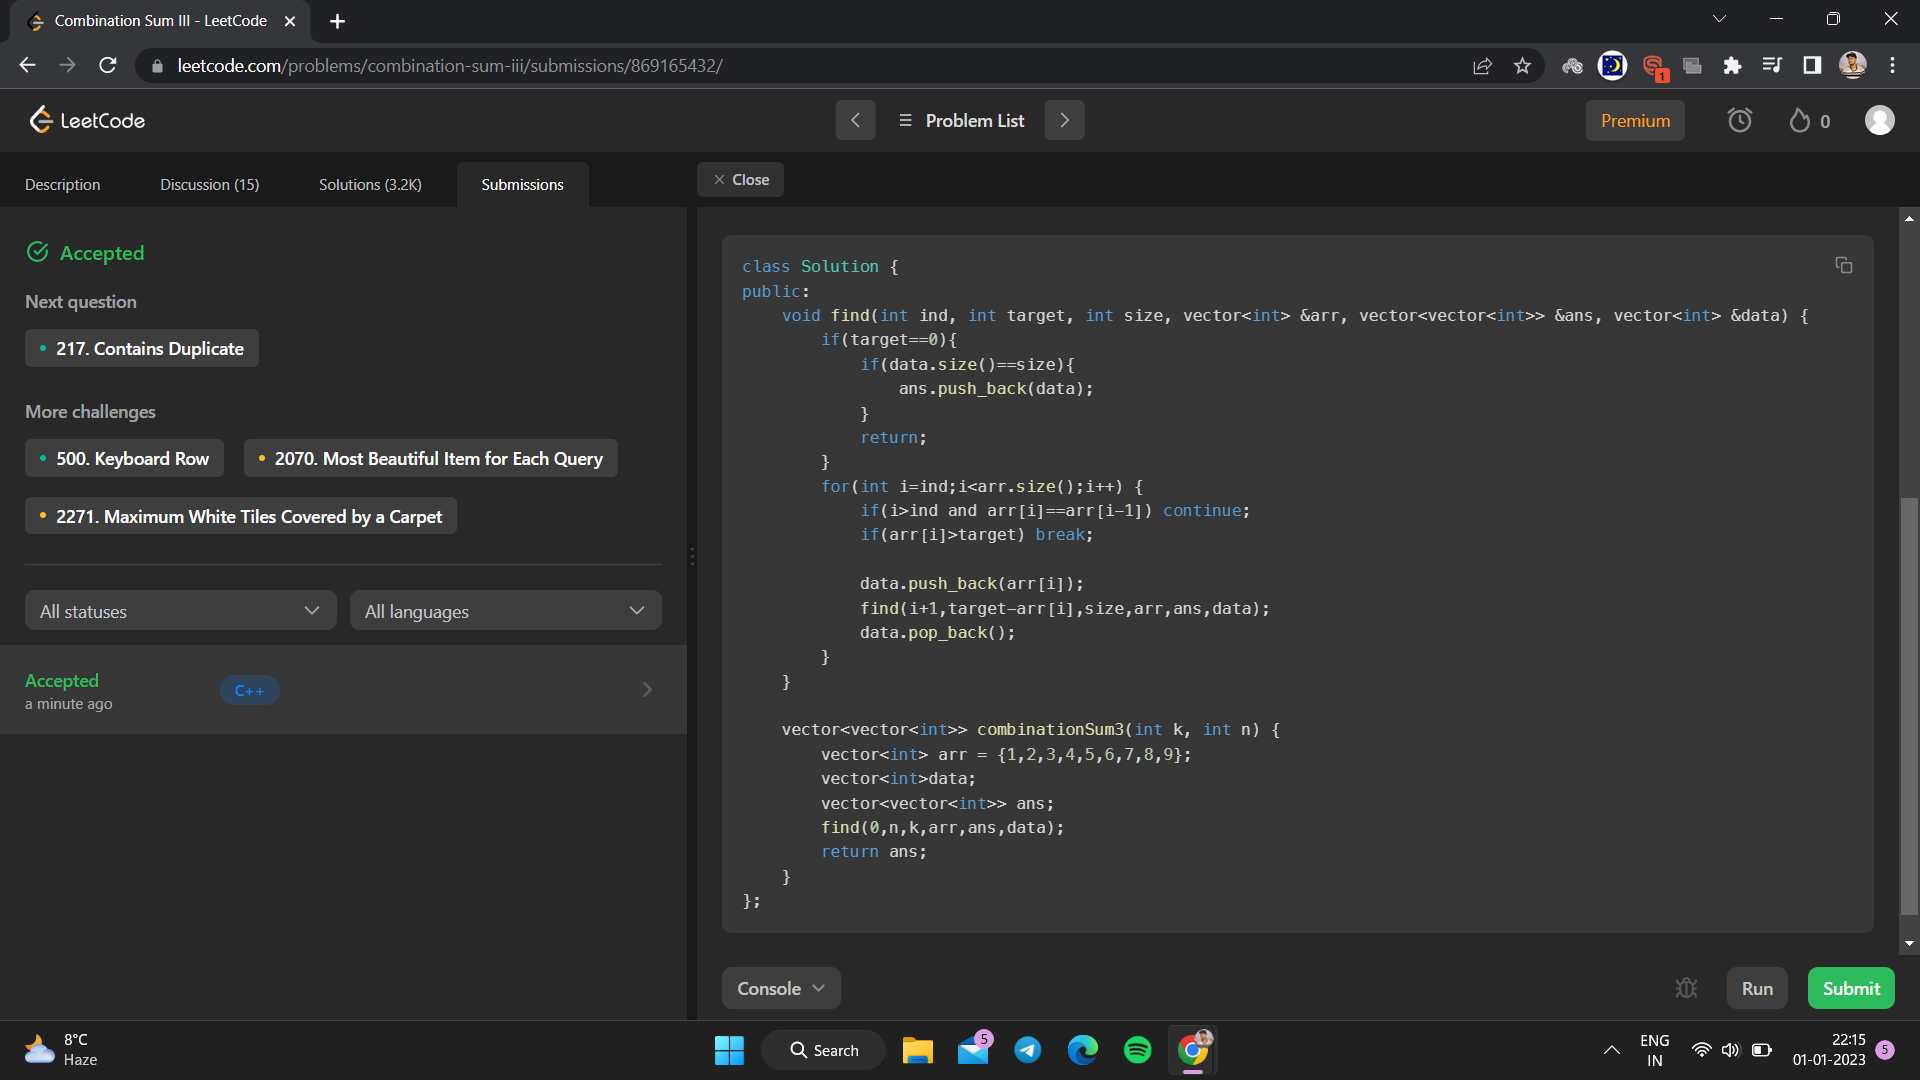 Combination Sum III - LeetCode
leetcode.com/problems/combination-sum-iii/submissions/869165432/
1
LeetCode
Problem List
Premium
0
Description
Discussion (15)
Solutions (3.2K)
Submissions
Close
Accepted
Next question
217. Contains Duplicate
More challenges
500. Keyboard Row
2070. Most Beautiful Item for Each Query
2271. Maximum White Tiles Covered by a Carpet
All statuses
All languages
Accepted
a minute ago
C++
class Solution {
public:
    void find(int ind, int target, int size, vector<int> &arr, vector<vector<int>> &ans, vector<int> &data) {
        if(target==0){
            if(data.size()==size){
                ans.push_back(data);
            }
            return;
        }
        for(int i=ind;i<arr.size();i++) {
            if(i>ind and arr[i]==arr[i-1]) continue;
            if(arr[i]>target) break;
            data.push_back(arr[i]);
            find(i+1,target-arr[i],size,arr,ans,data);
            data.pop_back();
        }
    }
    vector<vector<int>> combinationSum3(int k, int n) {
        vector<int> arr = {1,2,3,4,5,6,7,8,9};
        vector<int>data;
        vector<vector<int>> ans;
        find(0,n,k,arr,ans,data);
        return ans;
    }
};
Console
Run
Submit
8°C
Haze
Search
5
ENG
IN
22:15
01-01-2023
5